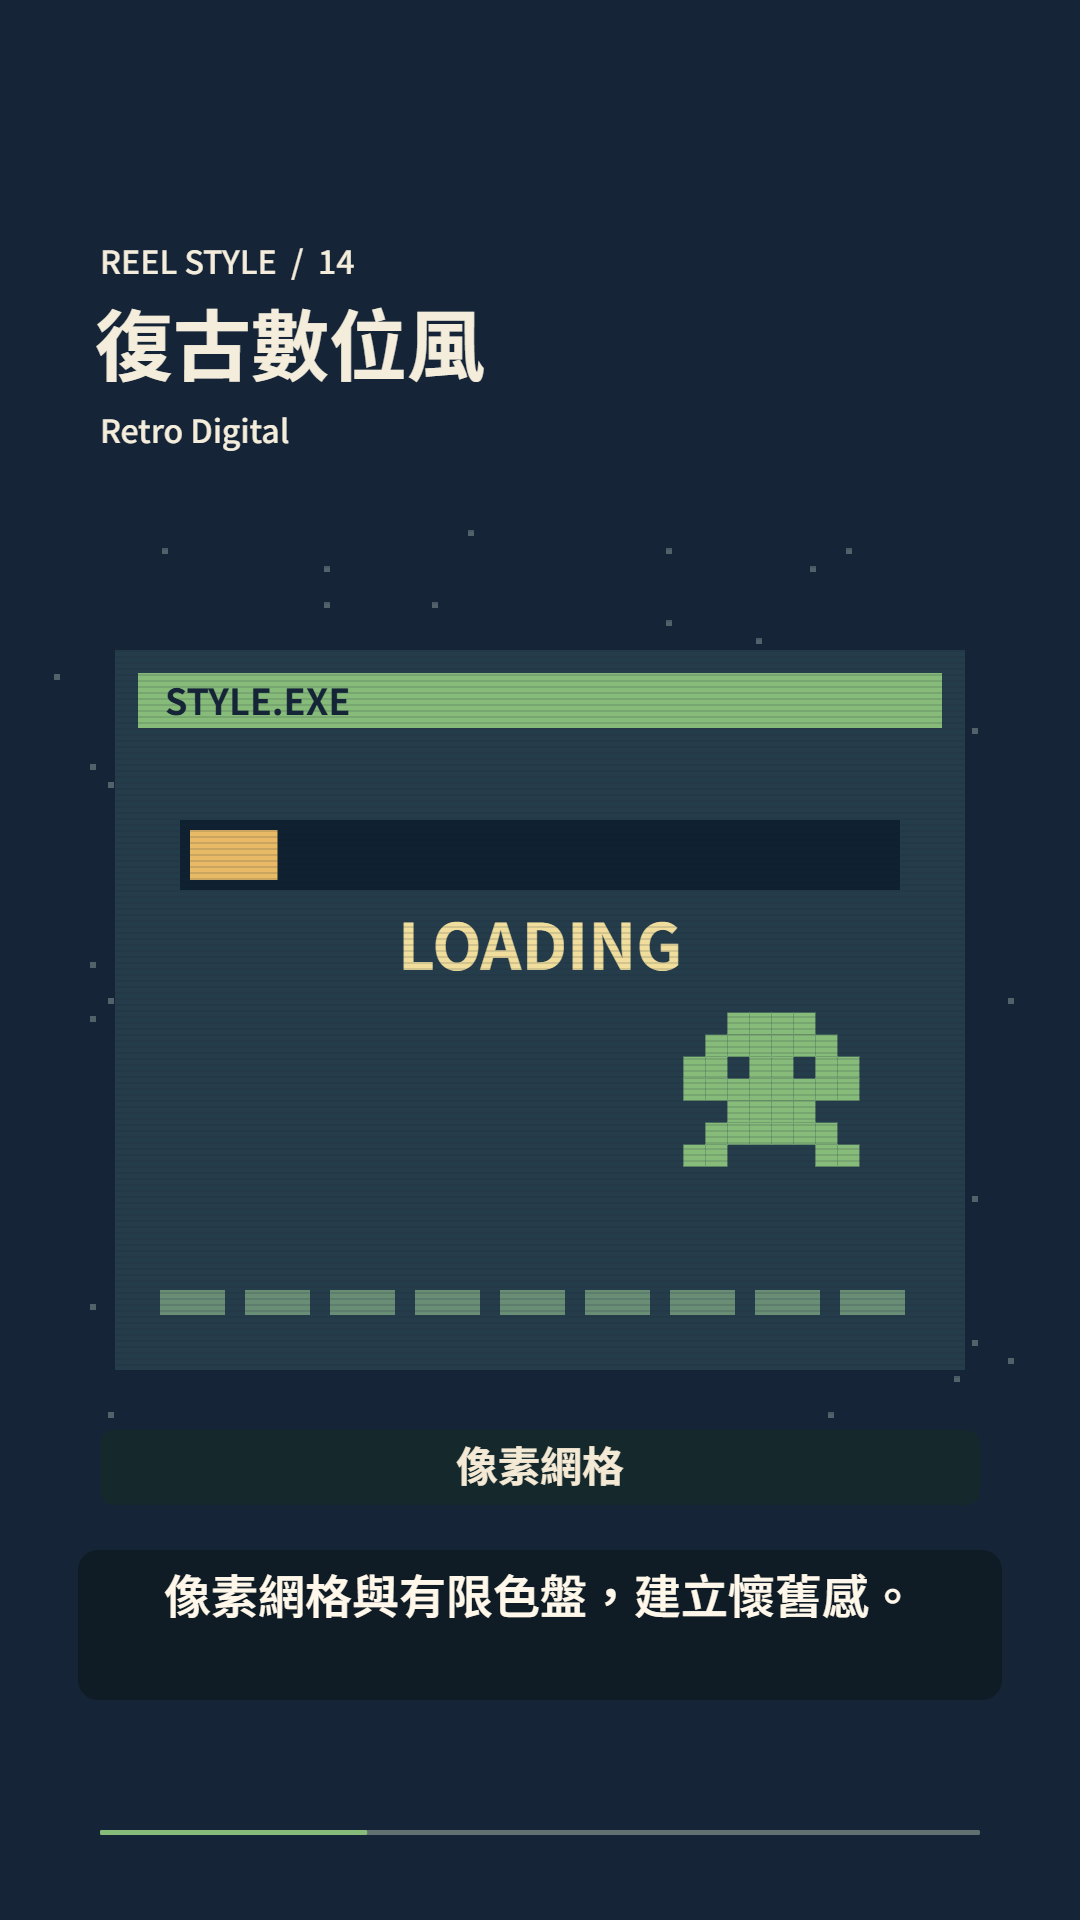 REEL STYLE / 14
復古數位風
Retro Digital
STYLE.EXE
LOADING
像素網格
像素網格與有限色盤，建立懷舊感。